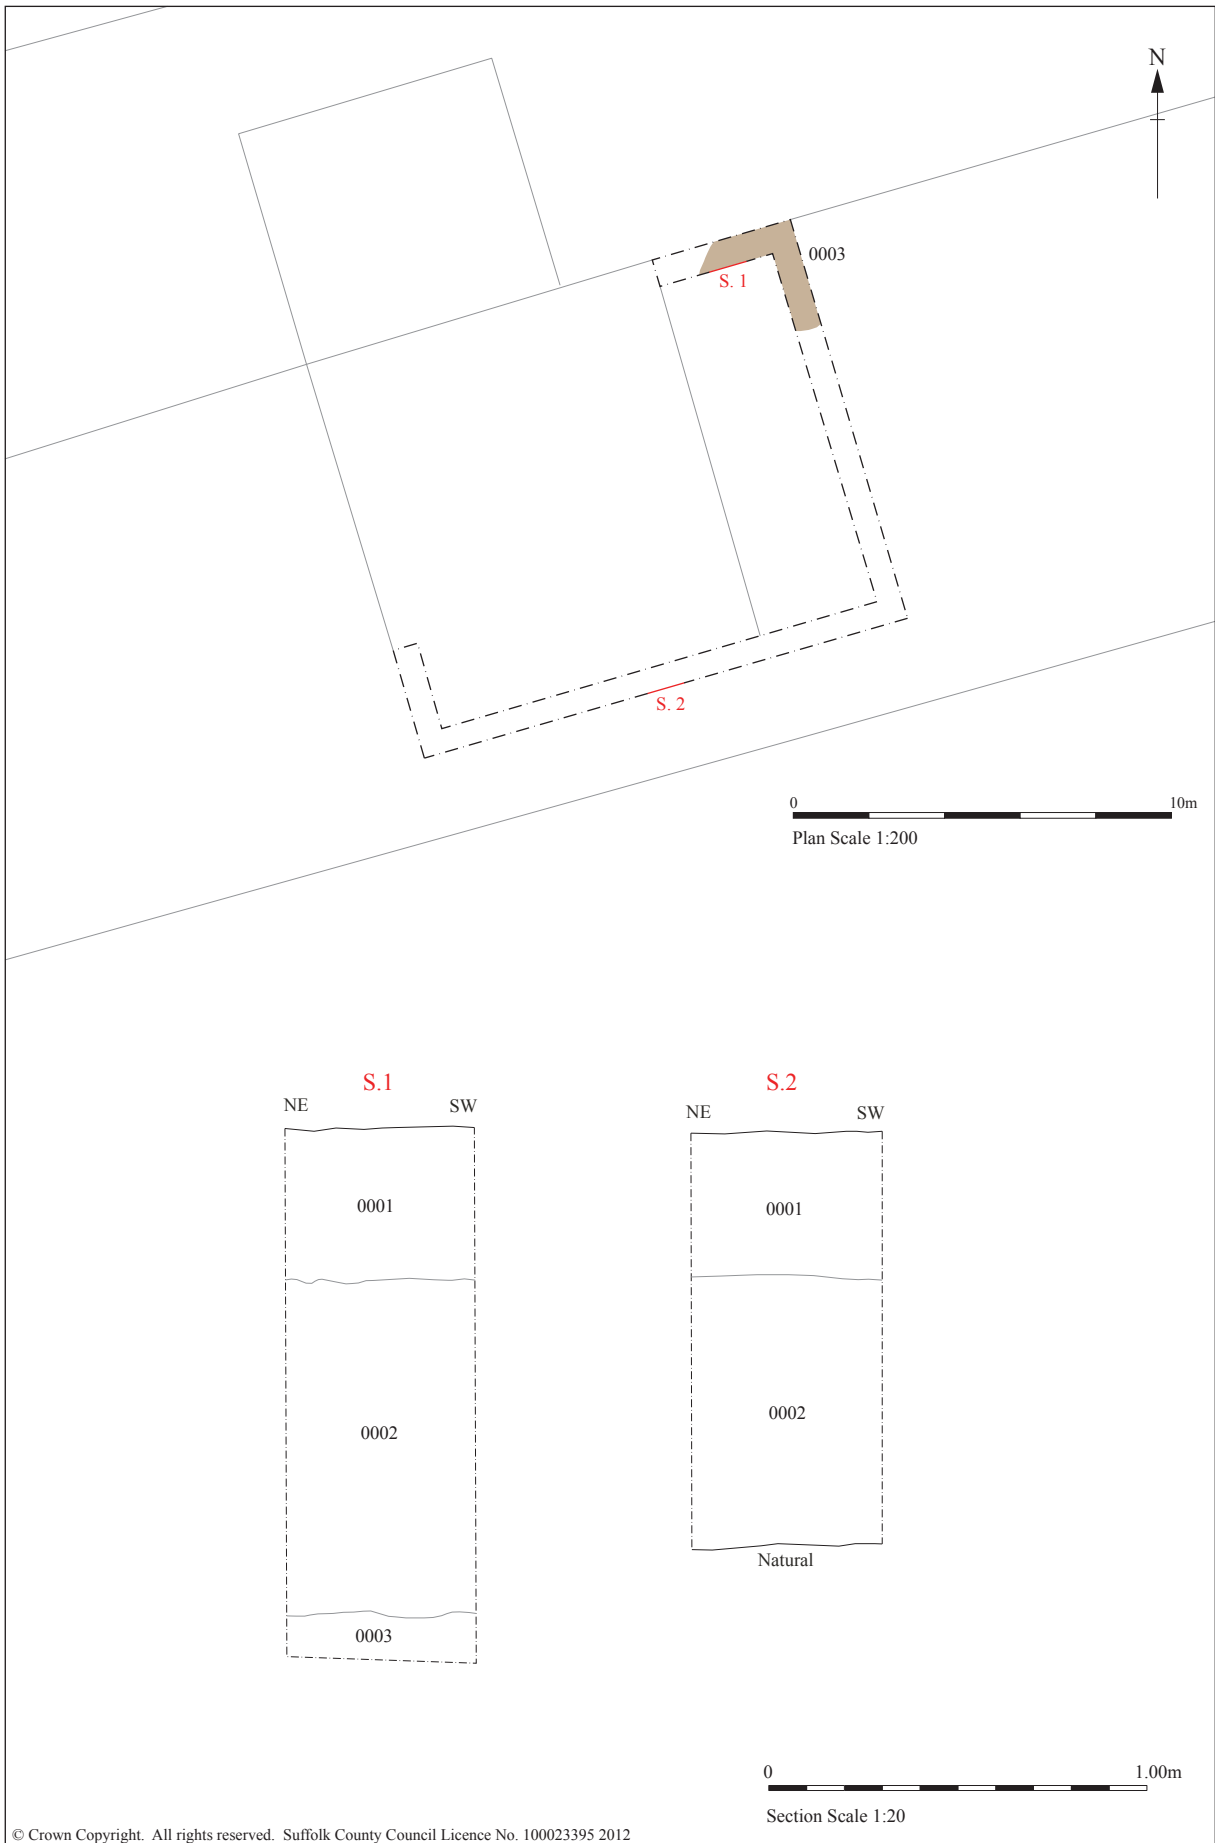 N
0003
S. 1
S. 2
0 10m
Plan Scale 1:200
S.1
NE SW
0001
0002
0003
S.2
NE SW
0001
0002
Natural
0 1.00m
Section Scale 1:20
© Crown Copyright. All rights reserved. Suffolk County Council Licence No. 100023395 2012